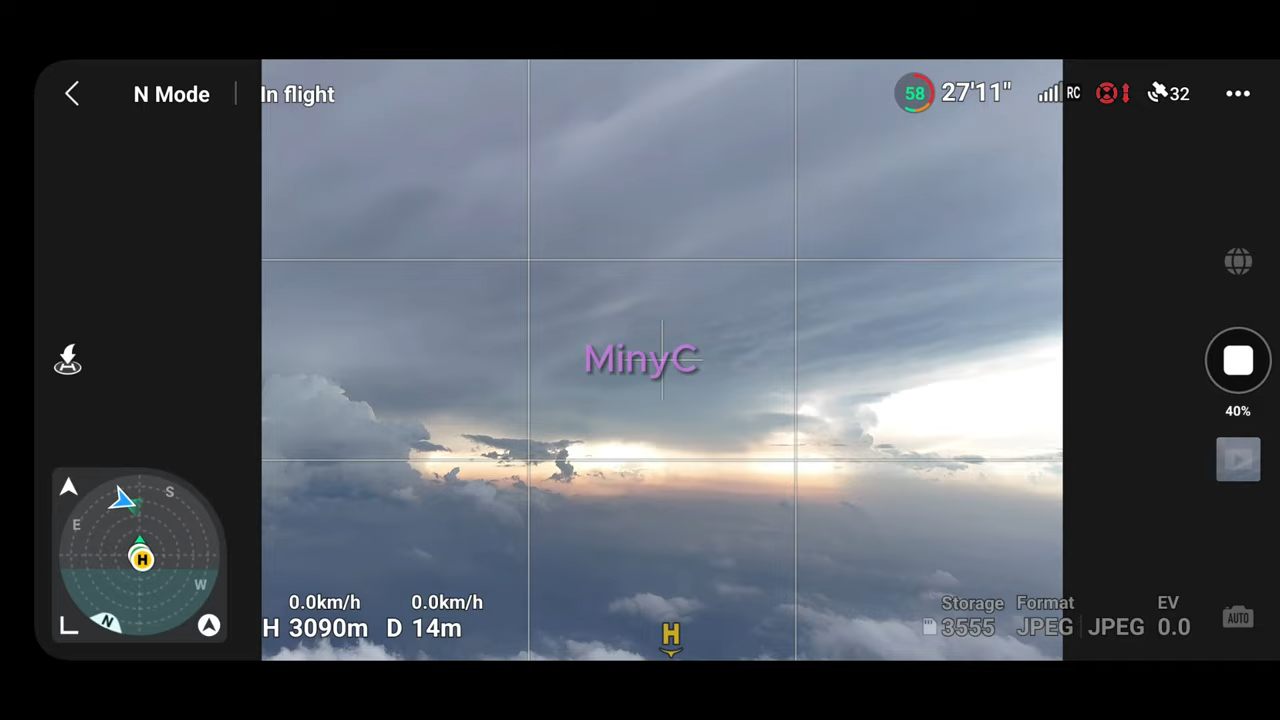 N Mode | In flight
58 27'11" RC 32
MinyC
40%
S
E
H
W
N
0.0km/h 0.0km/h
H 3090m D 14m
H
Storage Format EV
3555 JPEG | JPEG 0.0
AUTO